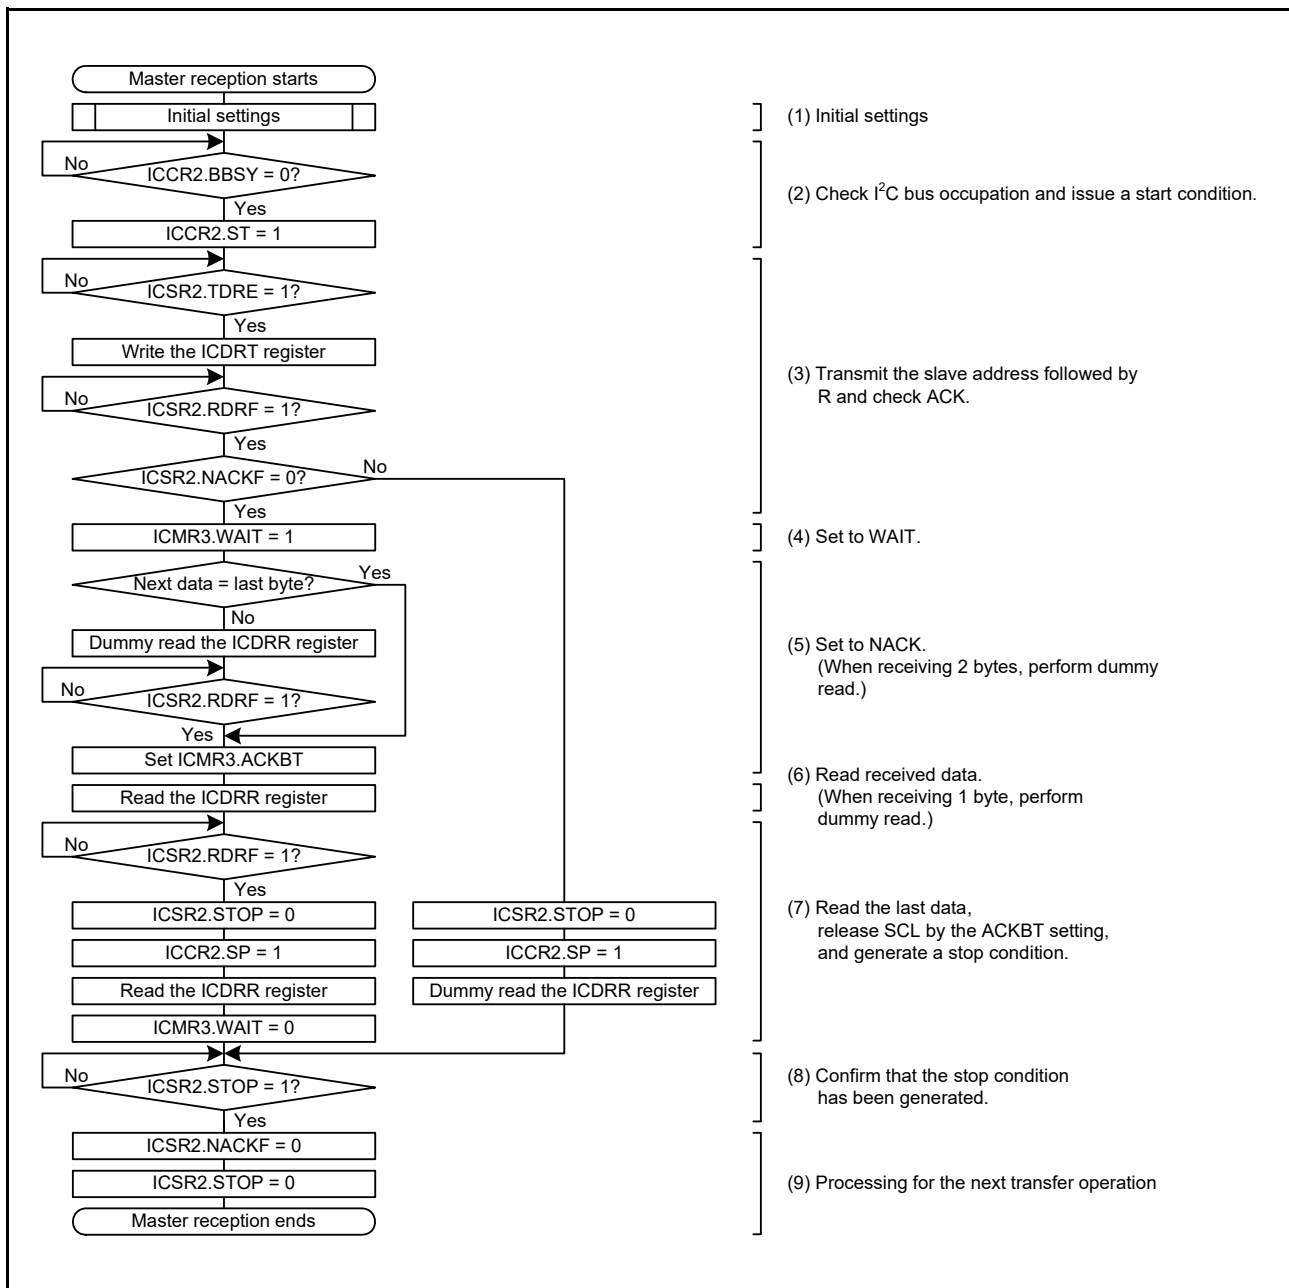 Master reception starts
Initial settings
(1) Initial settings
No
ICCR2.BBSY = 0?
Yes
ICCR2.ST = 1
(2) Check I²C bus occupation and issue a start condition.
No
ICSR2.TDRE = 1?
Yes
Write the ICDRT register
No
ICSR2.RDRF = 1?
Yes
ICSR2.NACKF = 0?
No
Yes
(3) Transmit the slave address followed by
R and check ACK.
ICMR3.WAIT = 1
(4) Set to WAIT.
Next data = last byte?
Yes
No
Dummy read the ICDRR register
No
ICSR2.RDRF = 1?
Yes
Set ICMR3.ACKBT
(5) Set to NACK.
(When receiving 2 bytes, perform dummy
read.)
Read the ICDRR register
(6) Read received data.
(When receiving 1 byte, perform
dummy read.)
No
ICSR2.RDRF = 1?
Yes
ICSR2.STOP = 0
ICCR2.SP = 1
Read the ICDRR register
ICMR3.WAIT = 0
ICSR2.STOP = 0
ICCR2.SP = 1
Dummy read the ICDRR register
(7) Read the last data,
release SCL by the ACKBT setting,
and generate a stop condition.
No
ICSR2.STOP = 1?
Yes
(8) Confirm that the stop condition
has been generated.
ICSR2.NACKF = 0
ICSR2.STOP = 0
Master reception ends
(9) Processing for the next transfer operation